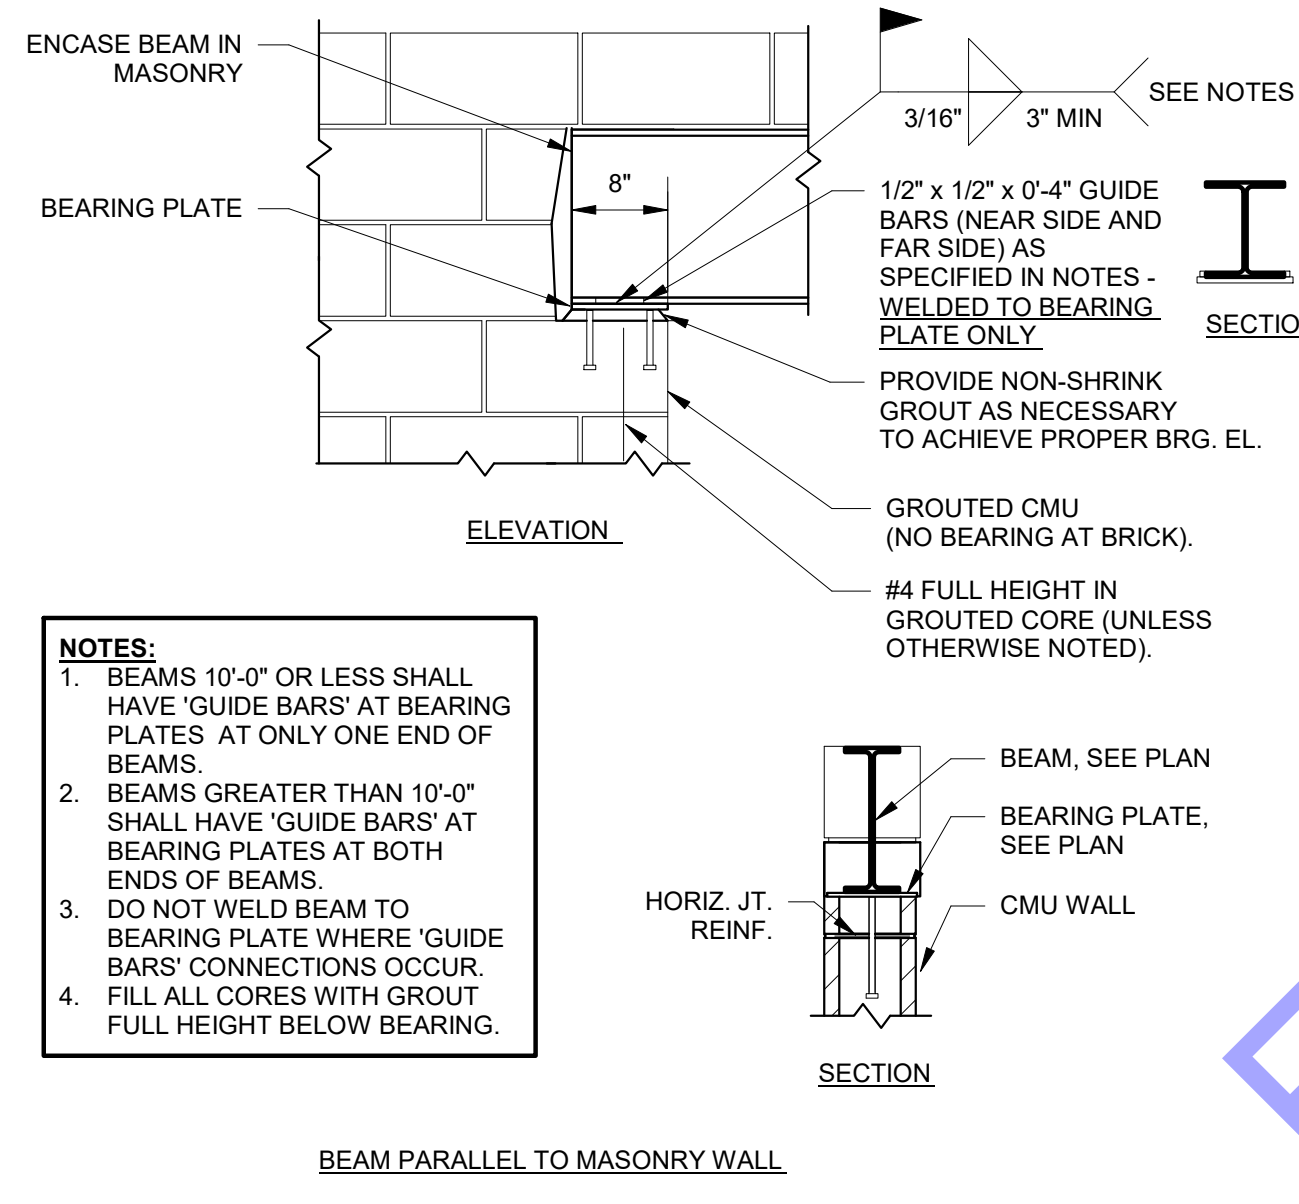 ENCASE BEAM IN
MASONRY
BEARING PLATE
8"
3/16"
3" MIN
SEE NOTES
1/2" x 1/2" x 0'-4" GUIDE
BARS (NEAR SIDE AND
FAR SIDE) AS
SPECIFIED IN NOTES -
WELDED TO BEARING
PLATE ONLY
SECTIO
PROVIDE NON-SHRINK
GROUT AS NECESSARY
TO ACHIEVE PROPER BRG. EL.
GROUTED CMU
(NO BEARING AT BRICK).
#4 FULL HEIGHT IN
GROUTED CORE (UNLESS
OTHERWISE NOTED).
ELEVATION
NOTES:
1. BEAMS 10'-0" OR LESS SHALL
HAVE 'GUIDE BARS' AT BEARING
PLATES AT ONLY ONE END OF
BEAMS.
2. BEAMS GREATER THAN 10'-0"
SHALL HAVE 'GUIDE BARS' AT
BEARING PLATES AT BOTH
ENDS OF BEAMS.
3. DO NOT WELD BEAM TO
BEARING PLATE WHERE 'GUIDE
BARS' CONNECTIONS OCCUR.
4. FILL ALL CORES WITH GROUT
FULL HEIGHT BELOW BEARING.
BEAM, SEE PLAN
BEARING PLATE,
SEE PLAN
HORIZ. JT.
REINF.
CMU WALL
SECTION
BEAM PARALLEL TO MASONRY WALL